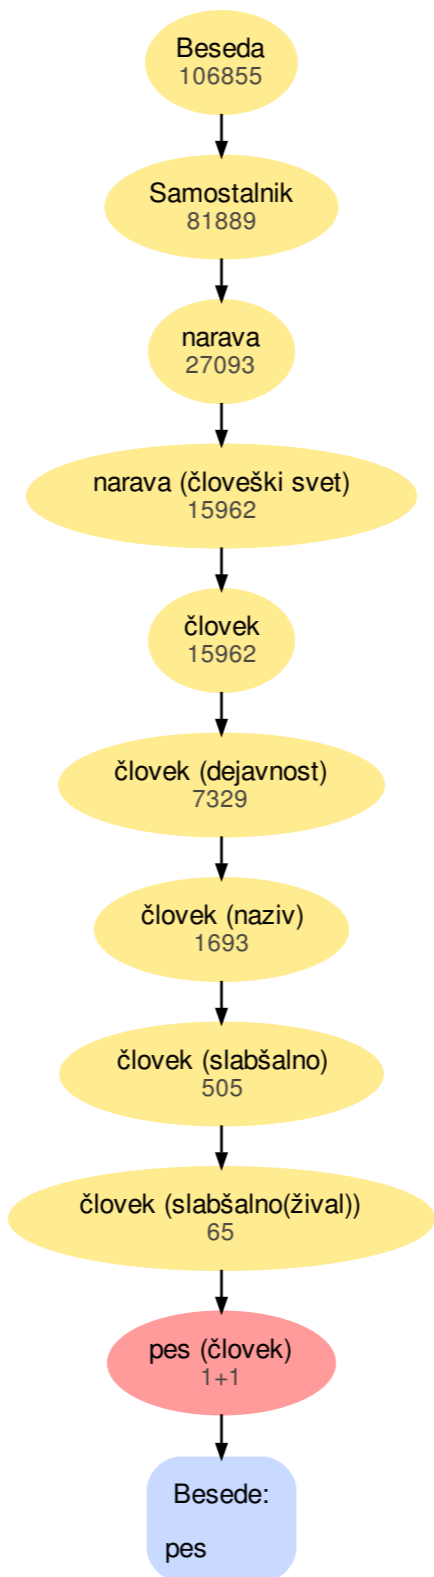 Beseda
106855
Samostalnik
81889
narava
27093
narava (človeški svet)
15962
človek
15962
človek (dejavnost)
7329
človek (naziv)
1693
človek (slabšalno)
505
človek (slabšalno(žival))
65
pes (človek)
1+1
Besede:
pes